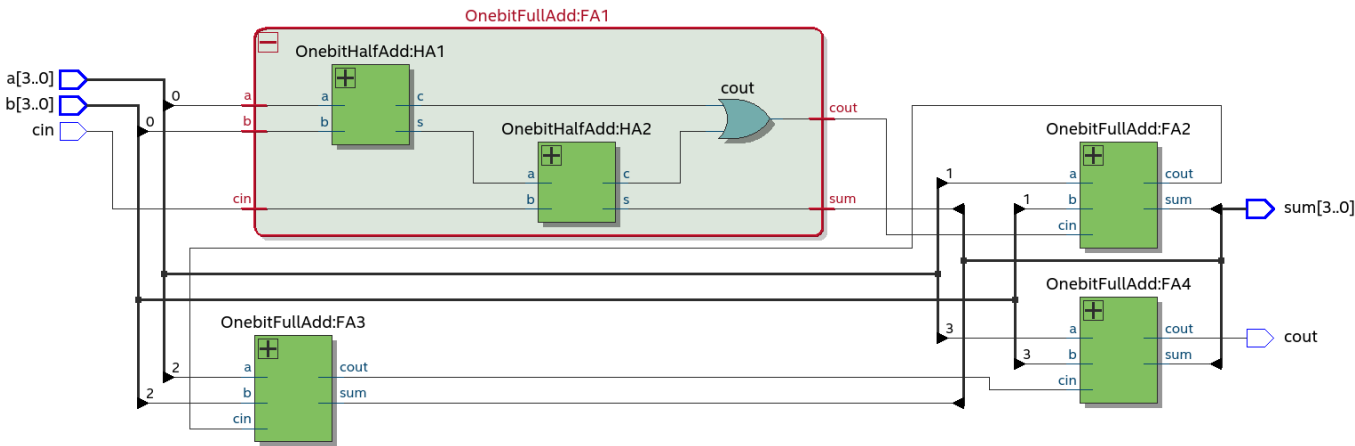 OnebitFullAdd:FA1
OnebitHalfAdd:HA1
a[3..0]
b[3..0]
cin
0
0
a
b
cin
a
b
c
s
OnebitHalfAdd:HA2
a
b
c
s
cout
cout
sum
OnebitFullAdd:FA2
1
1
a
b
cin
cout
sum
sum[3..0]
OnebitFullAdd:FA4
3
3
a
b
cin
cout
sum
cout
OnebitFullAdd:FA3
2
2
a
b
cin
cout
sum